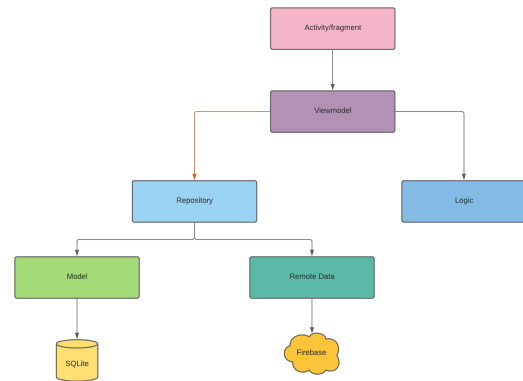 Activity/fragment
Viewmodel
Repository
Logic
Model
Remote Data
SQLite
Firebase